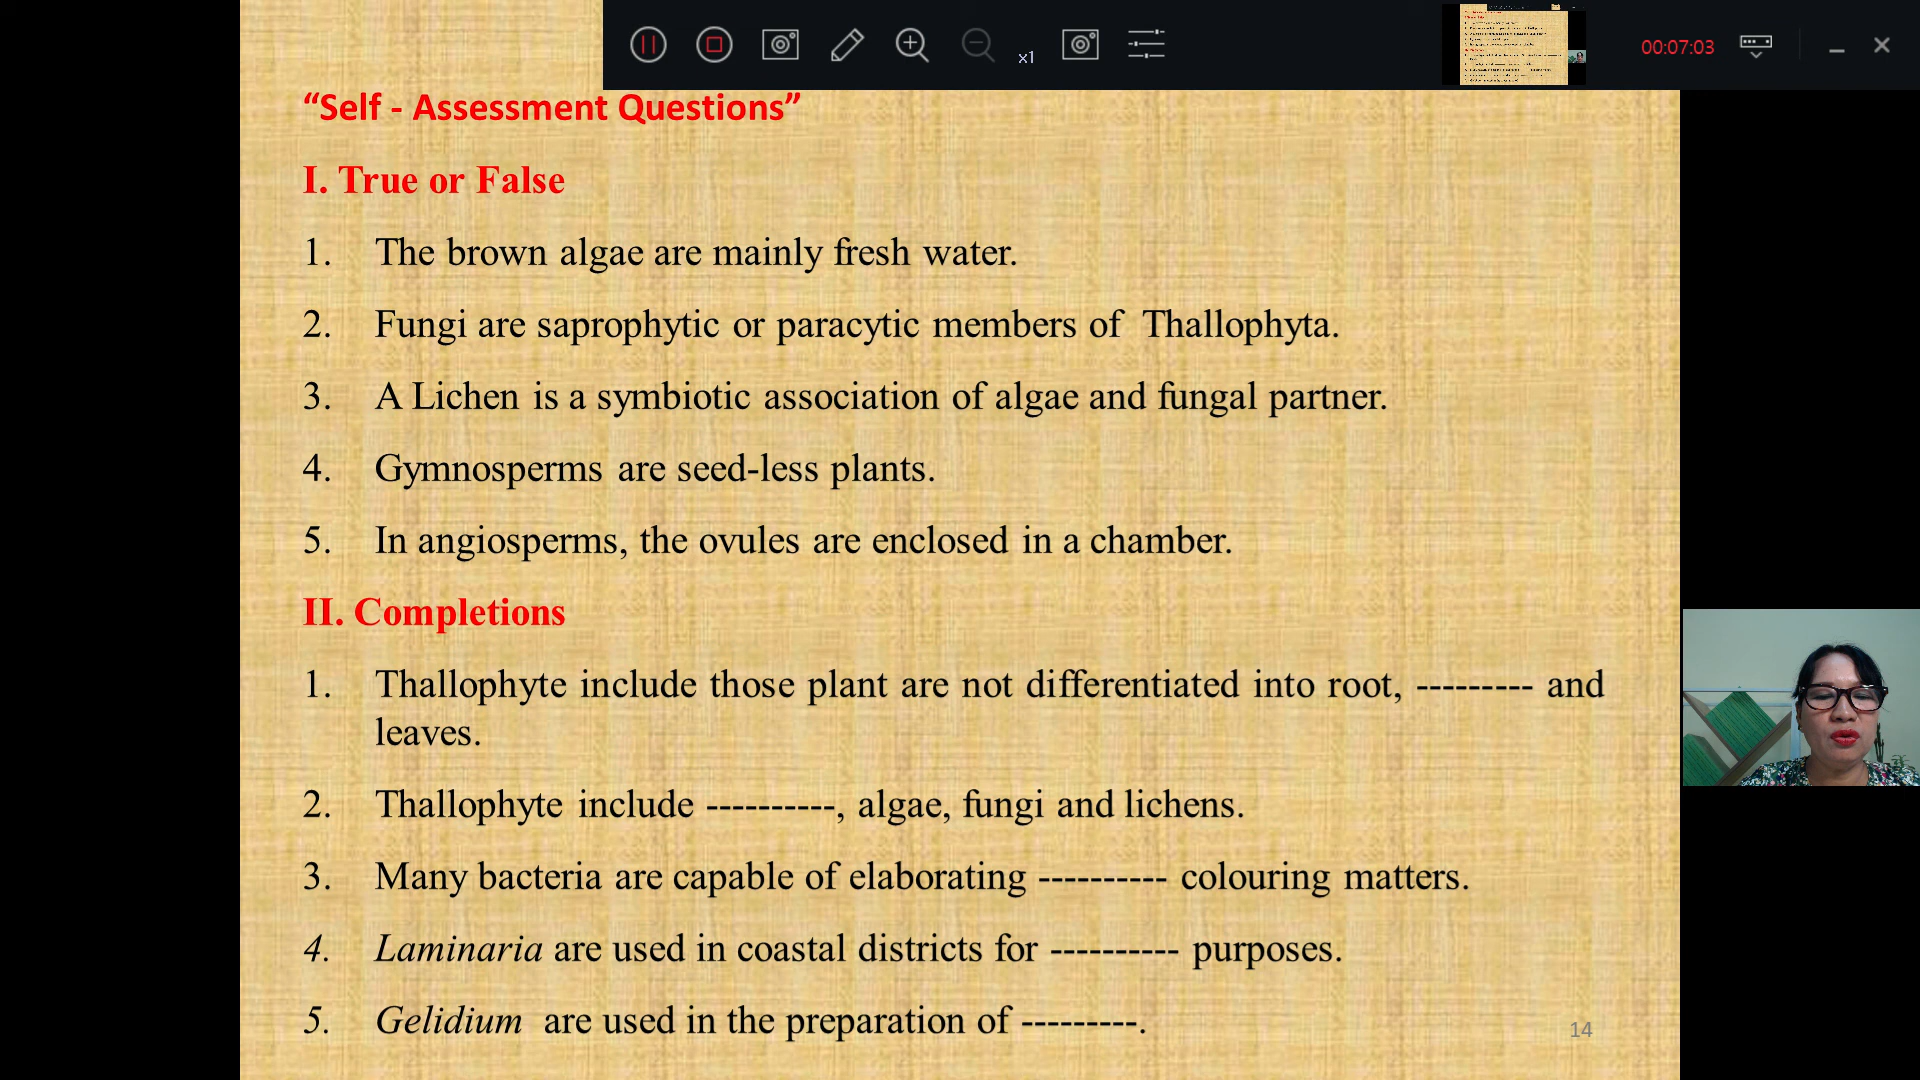 x1
00:07:03
“Self - Assessment Questions”
I. True or False
1. The brown algae are mainly fresh water.
2. Fungi are saprophytic or paracytic members of Thallophyta.
3. A Lichen is a symbiotic association of algae and fungal partner.
4. Gymnosperms are seed-less plants.
5. In angiosperms, the ovules are enclosed in a chamber.
II. Completions
1. Thallophyte include those plant are not differentiated into root, --------- and
leaves.
2. Thallophyte include ----------, algae, fungi and lichens.
3. Many bacteria are capable of elaborating ---------- colouring matters.
4. Laminaria are used in coastal districts for ---------- purposes.
5. Gelidium are used in the preparation of ---------.
14